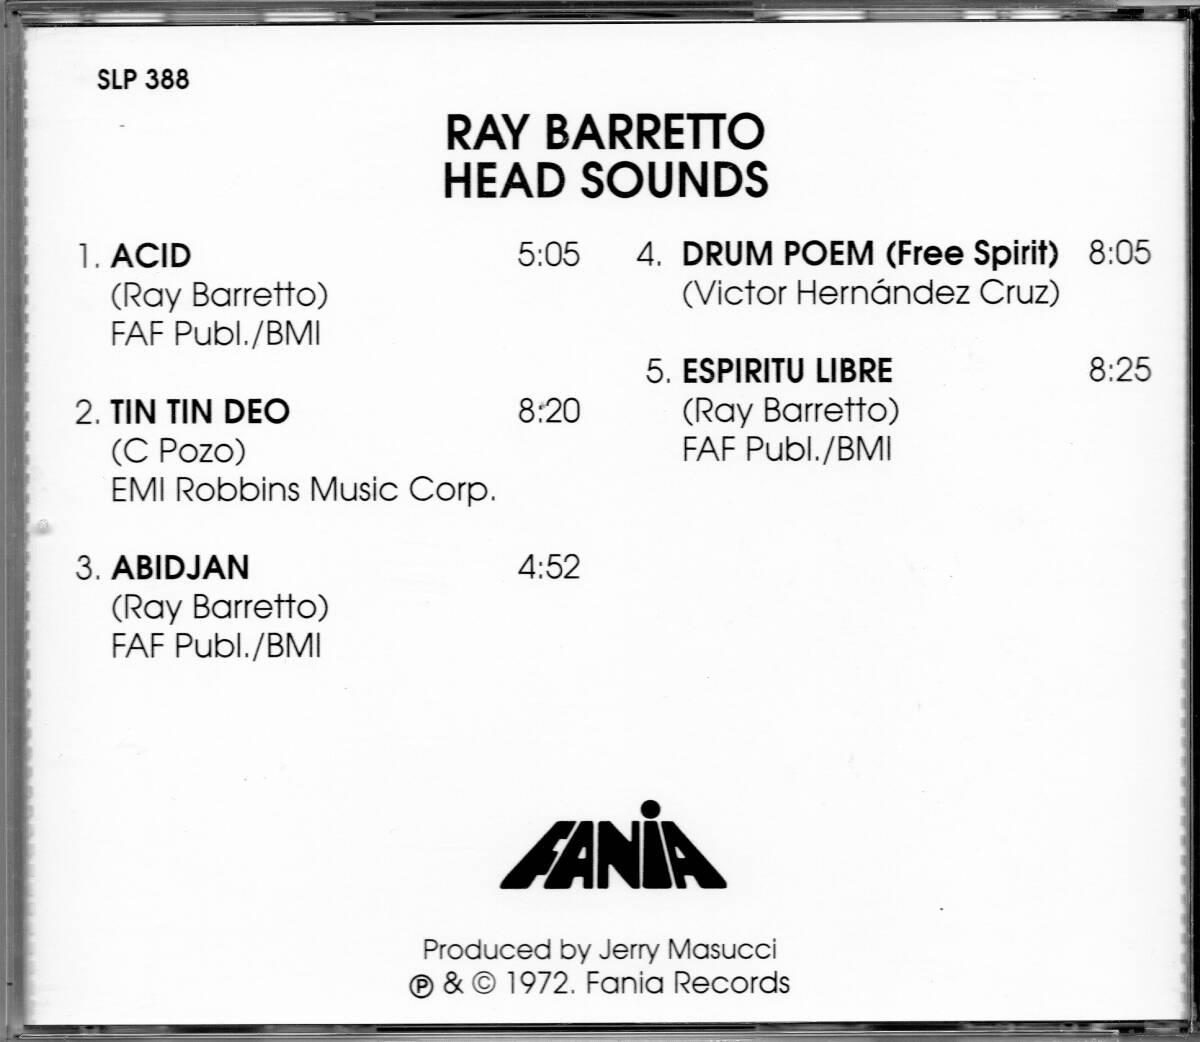 SLP 388
RAY BARRETTO
HEAD SOUNDS
1. ACID 5:05
(Ray Barretto)
FAF Publ./BMI
2. TIN TIN DEO 8:20
(C Pozo)
EMI Robbins Music Corp.
3. ABIDJAN 4:52
(Ray Barretto)
FAF Publ./BMI
4. DRUM POEM (Free Spirit) 8:05
(Victor Hernández Cruz)
5. ESPIRITU LIBRE 8:25
(Ray Barretto)
FAF Publ./BMI
FANiA
Produced by Jerry Masucci
℗ & © 1972. Fania Records